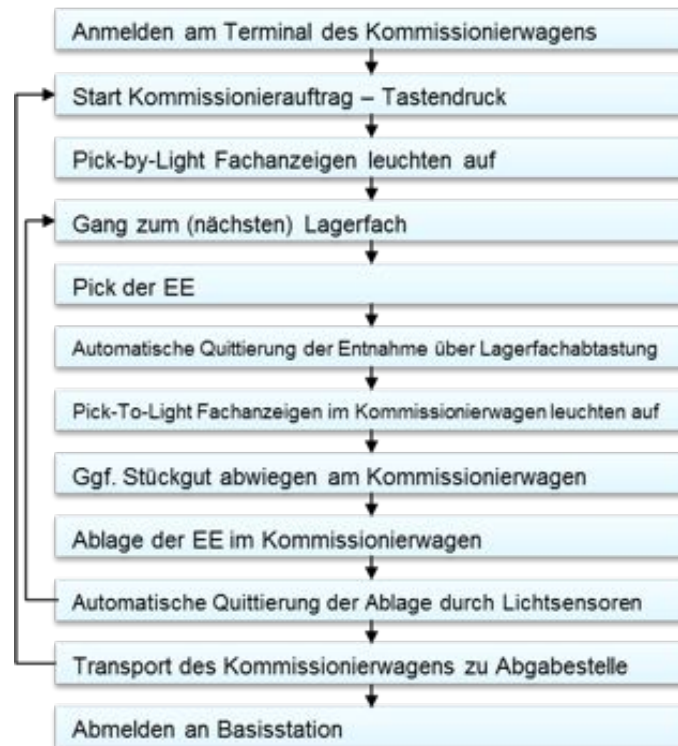 Anmelden am Terminal des Kommissionierwagens
Start Kommissionierauftrag – Tastendruck
Pick-by-Light Fachanzeigen leuchten auf
Gang zum (nächsten) Lagerfach
Pick der EE
Automatische Quittierung der Entnahme über Lagerfachabtastung
Pick-To-Light Fachanzeigen im Kommissionierwagen leuchten auf
Ggf. Stückgut abwiegen am Kommissionierwagen
Ablage der EE im Kommissionierwagen
Automatische Quittierung der Ablage durch Lichtsensoren
Transport des Kommissionierwagens zu Abgabestelle
Abmelden an Basisstation